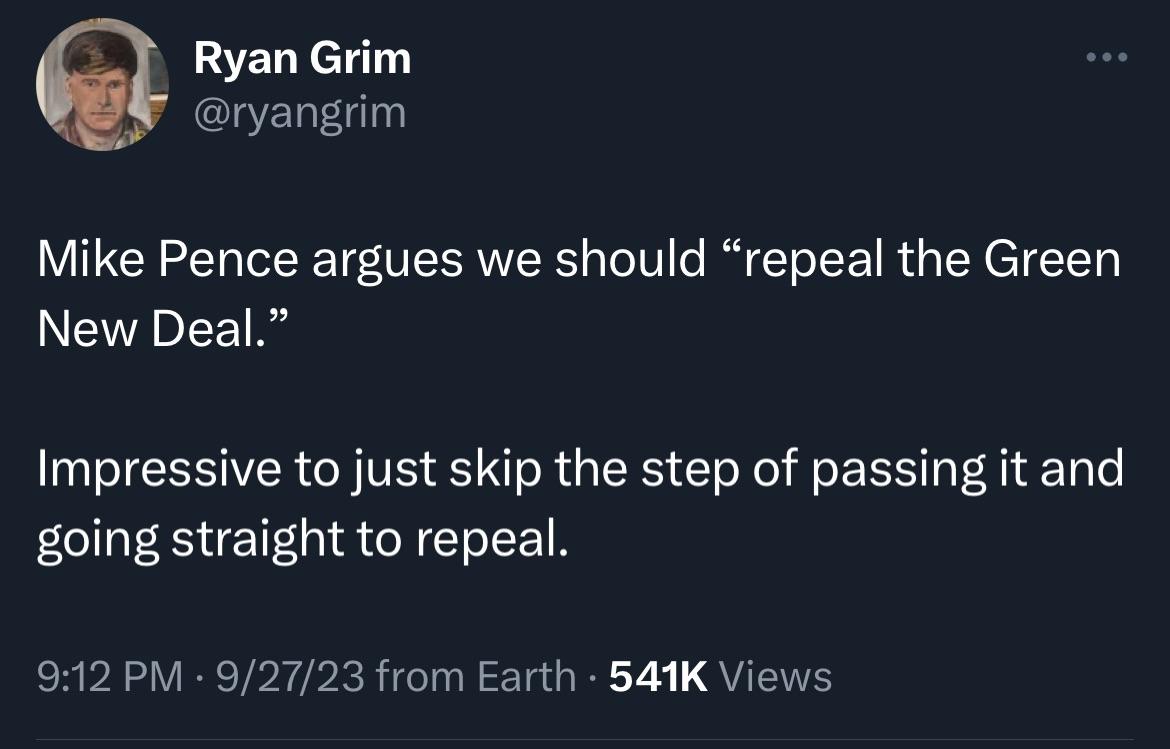 Ryan Grim
@ryangrim
Mike Pence argues we should “repeal the Green
New Deal.”
Impressive to just skip the step of passing it and
going straight to repeal.
9:12 PM · 9/27/23 from Earth · 541K Views